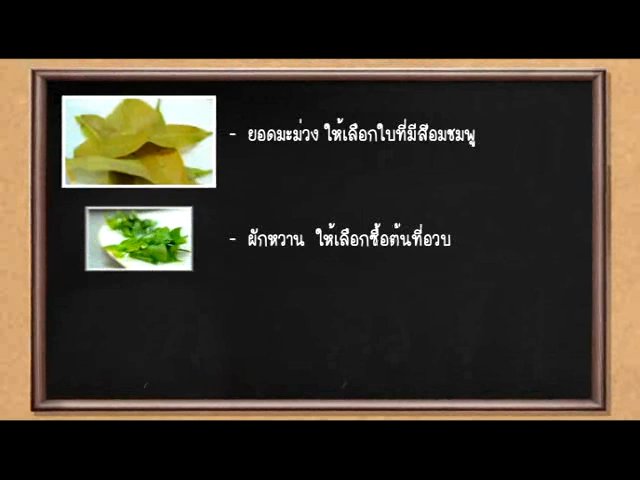 - ยอดมะม่วง ให้เลือกใบที่มีสีอมชมพู
- ผักหวาน ให้เลือกซื้อต้นที่อวบ